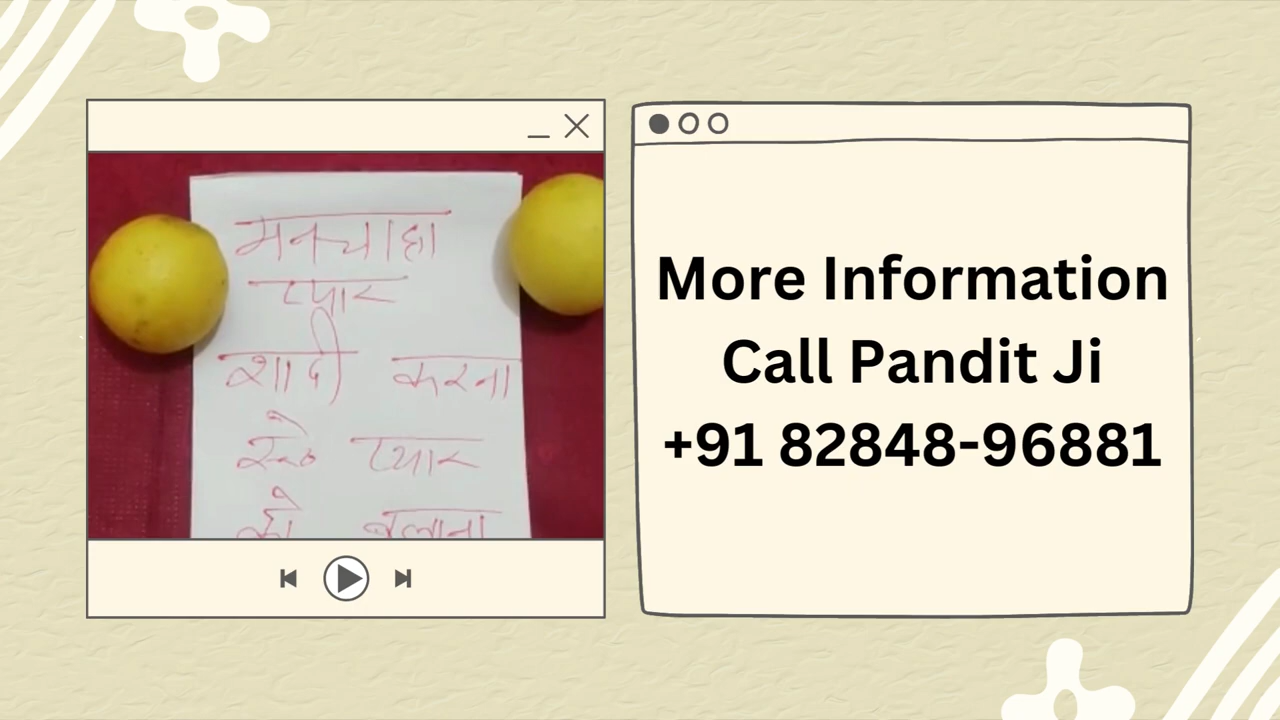 मनचाहा
प्यार
शादी करना
प्यार
को
More Information
Call Pandit Ji
+91 82848-96881